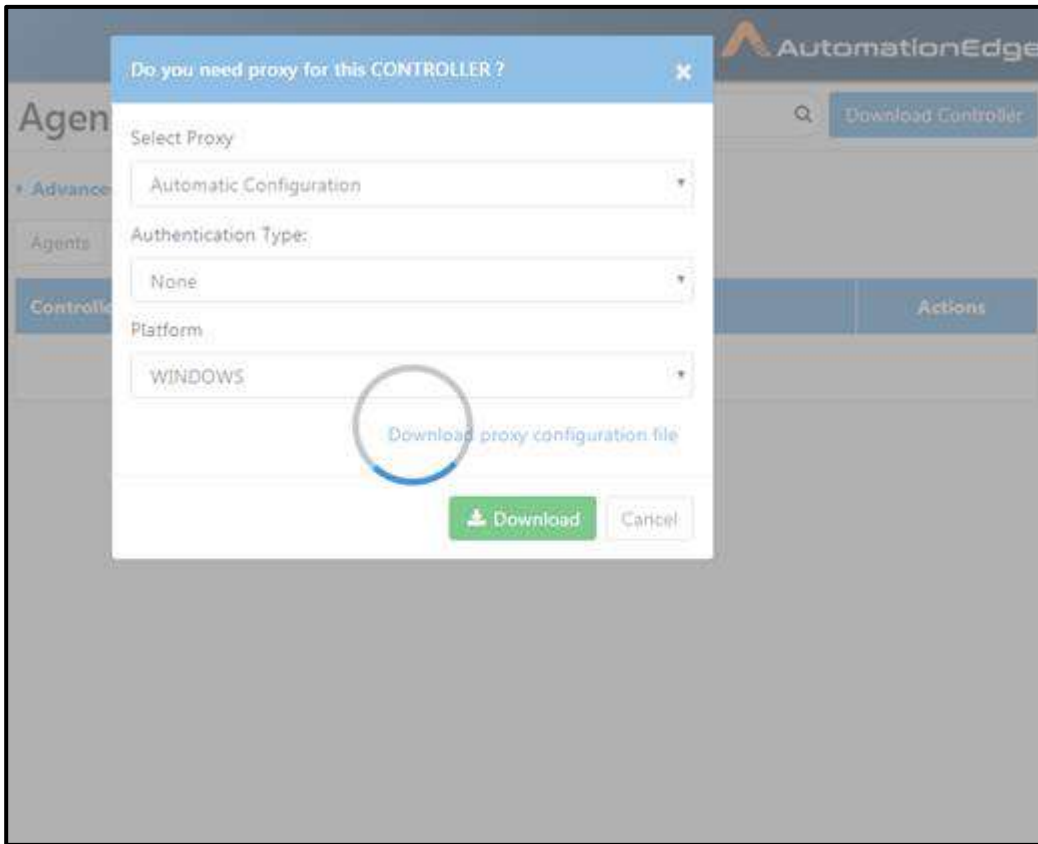 AutomationEdge
Do you need proxy for this CONTROLLER ?
Agen
Download Controller
Select Proxy
Automatic Configuration
Advance
Agents
Authentication Type:
None
Controlle
Actions
Platform
WINDOWS
Download proxy configuration file
Download
Cancel